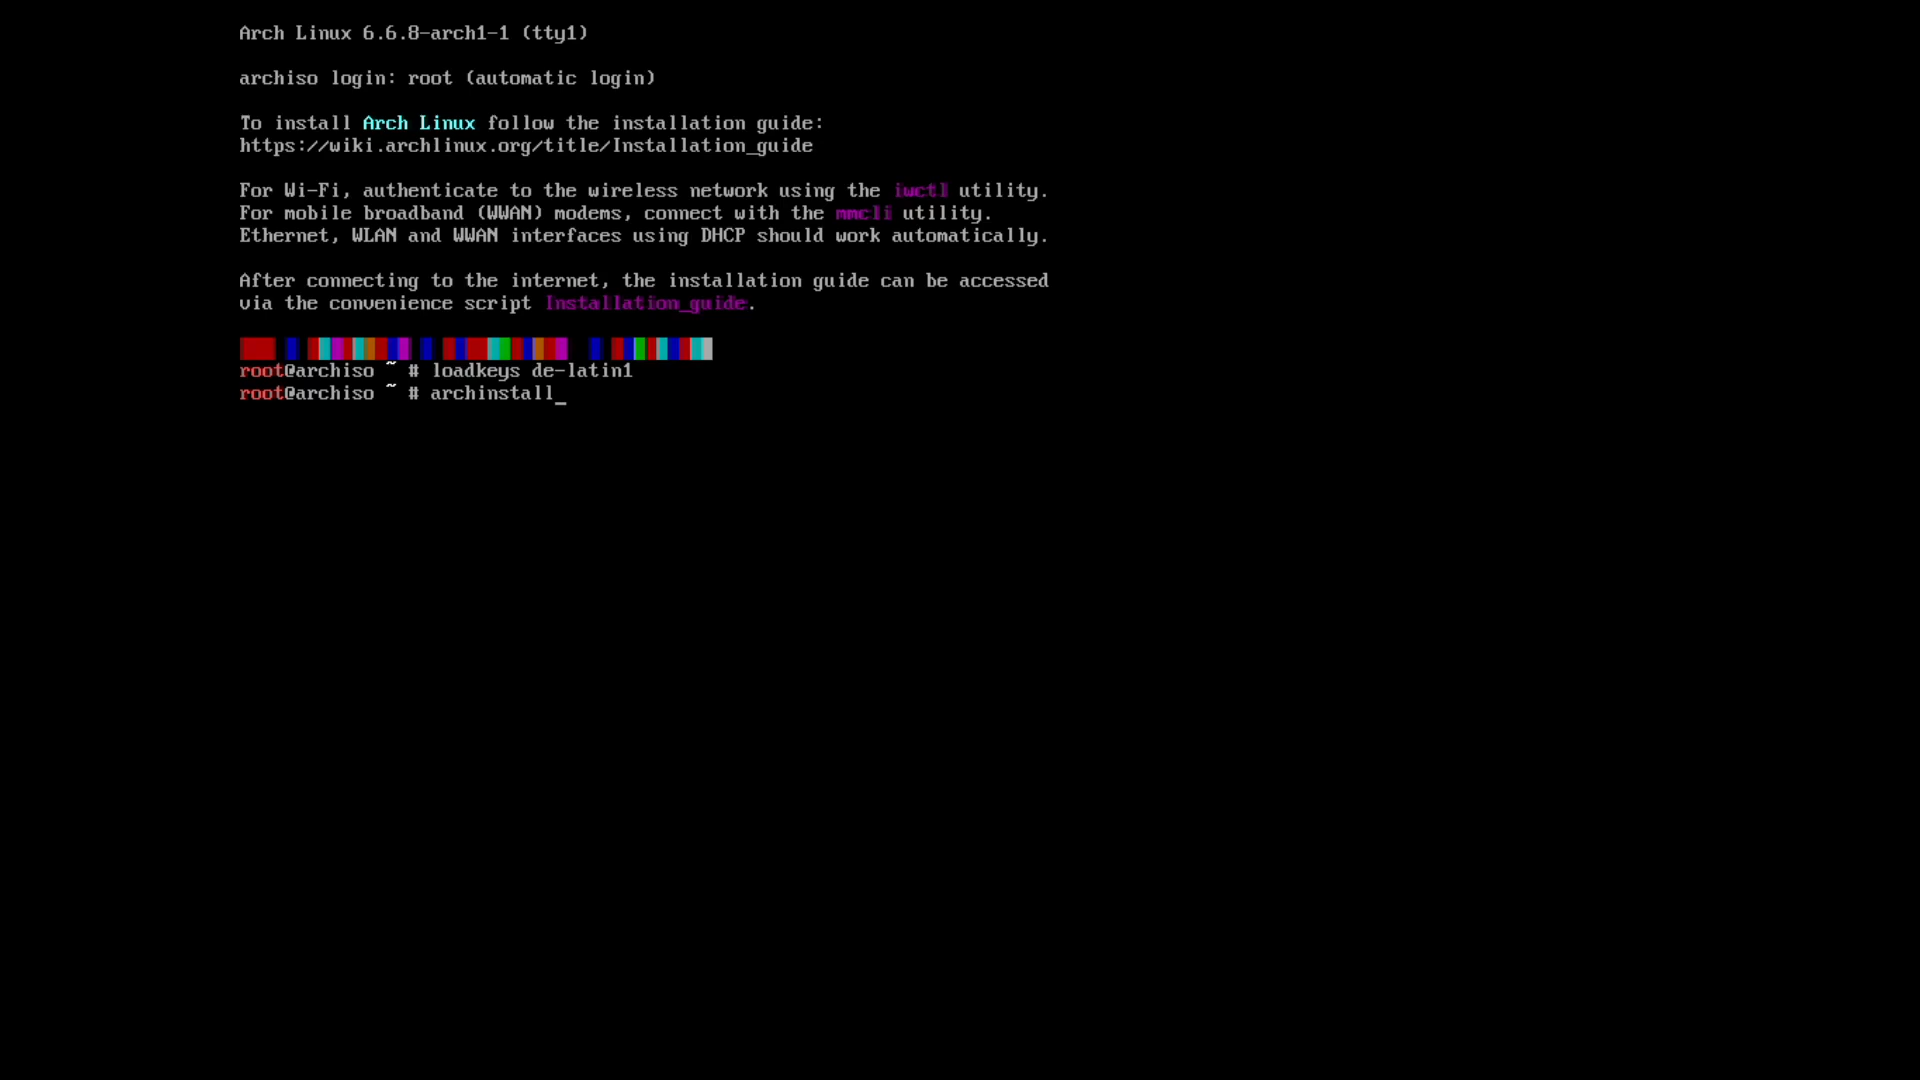 Arch Linux 6.6.8-arch1-1 (tty1)
archiso login: root (automatic login)
To install Arch Linux follow the installation guide:
https://wiki.archlinux.org/title/Installation_guide
For Wi-Fi, authenticate to the wireless network using the iwctl utility.
For mobile broadband (WWAN) modems, connect with the mmcli utility.
Ethernet, WLAN and WWAN interfaces using DHCP should work automatically.
After connecting to the internet, the installation guide can be accessed
via the convenience script Installation_guide.
root@archiso ~ # loadkeys de-latin1
root@archiso ~ # archinstall_